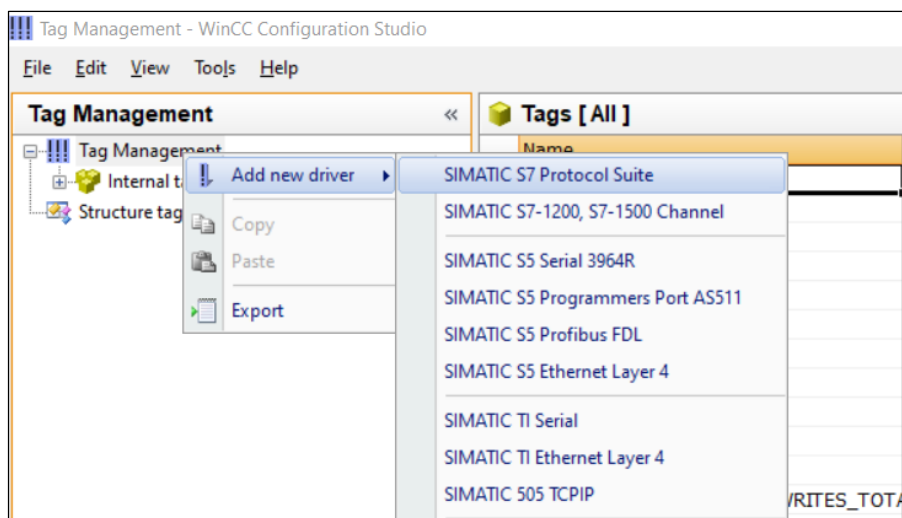 Tag Management - WinCC Configuration Studio
File Edit View Tools Help
Tag Management «
Tags [ All ]
Tag Management
Name
Internal
Structure tag
Add new driver
Copy
Paste
Export
SIMATIC S7 Protocol Suite
SIMATIC S7-1200, S7-1500 Channel
SIMATIC S5 Serial 3964R
SIMATIC S5 Programmers Port AS511
SIMATIC S5 Profibus FDL
SIMATIC S5 Ethernet Layer 4
SIMATIC TI Serial
SIMATIC TI Ethernet Layer 4
SIMATIC 505 TCPIP